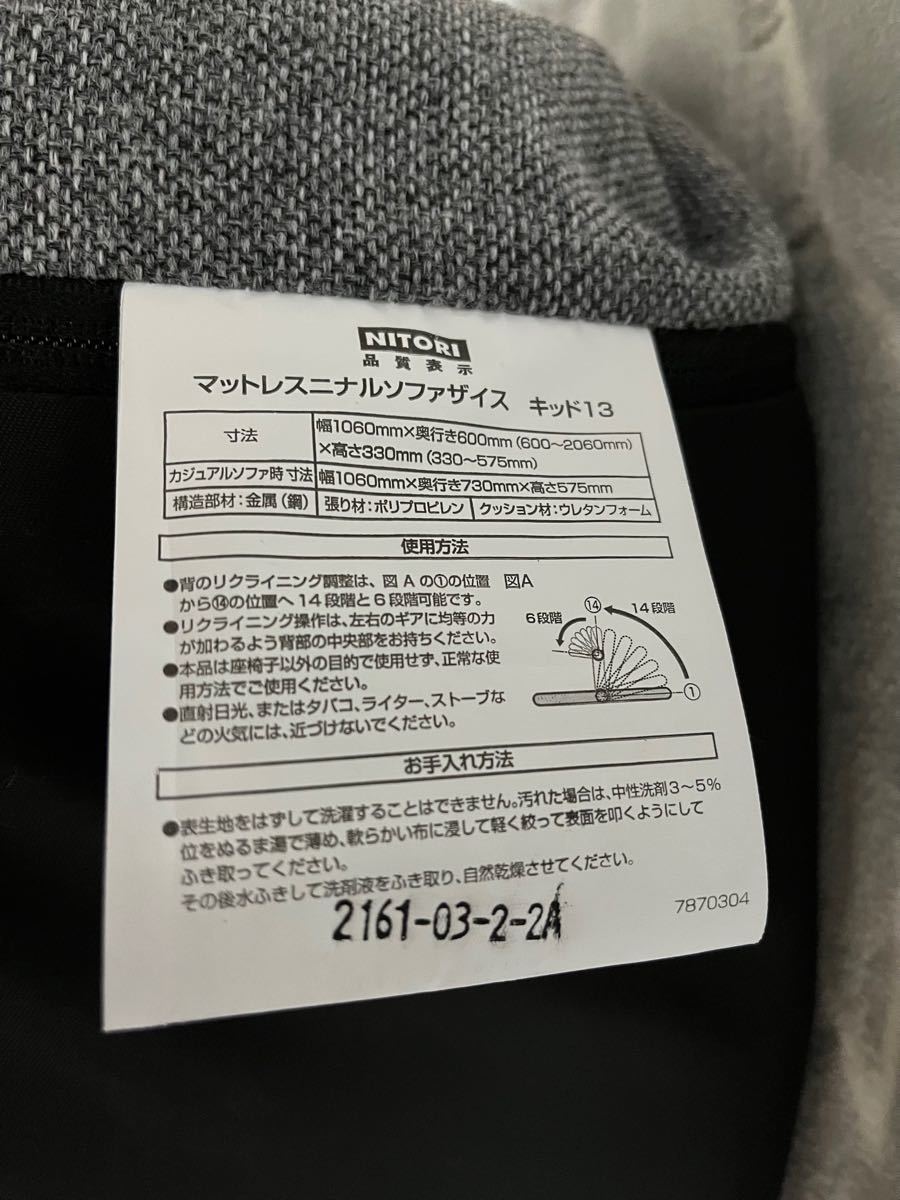 NITORI
品質表示
マットレスニナルソファザイス キッド13
寸法
幅1060mm×奥行き600mm(600～2060mm)
×高さ330mm(330～575mm)
カジュアルソファ時 寸法 幅1060mm×奥行き730mm×高さ575mm
構造部材:金属(鋼) 張り材:ポリプロピレン クッション材:ウレタンフォーム
使用方法
●背のリクライニング調整は、図Aの①の位置
から⑭の位置へ14段階と6段階可能です。
●リクライニング操作は、左右のギアに均等の力
が加わるよう背部の中央部をお持ちください。
●本品は座椅子以外の目的で使用せず、正常な使
用方法でご使用ください。
●直射日光、またはタバコ、ライター、ストーブな
どの火気には、近づけないでください。
図A
⑭
14段階
6段階
①
お手入れ方法
●表生地をはずして洗濯することはできません。汚れた場合は、中性洗剤3～5%
位をぬるま湯で薄め、軟らかい布に浸して軽く絞って表面を叩くようにして
ふき取ってください。
その後水ふきして洗剤液をふき取り、自然乾燥させてください。
2161-03-2-2A
7870304